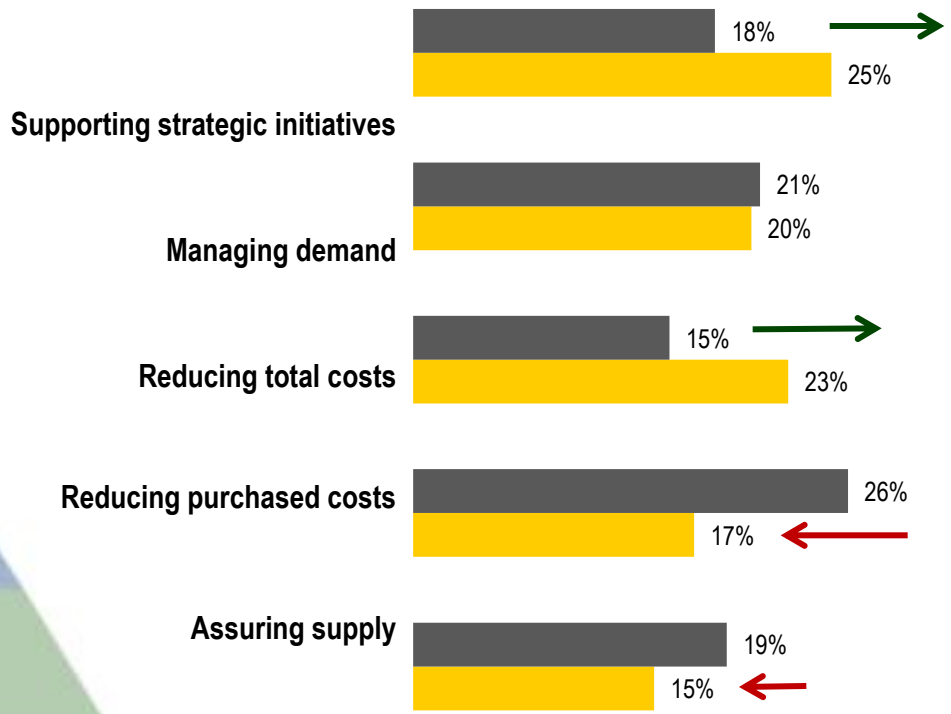 18%
25%
Supporting strategic initiatives
21%
20%
Managing demand
15%
23%
Reducing total costs
26%
17%
Reducing purchased costs
19%
15%
Assuring supply